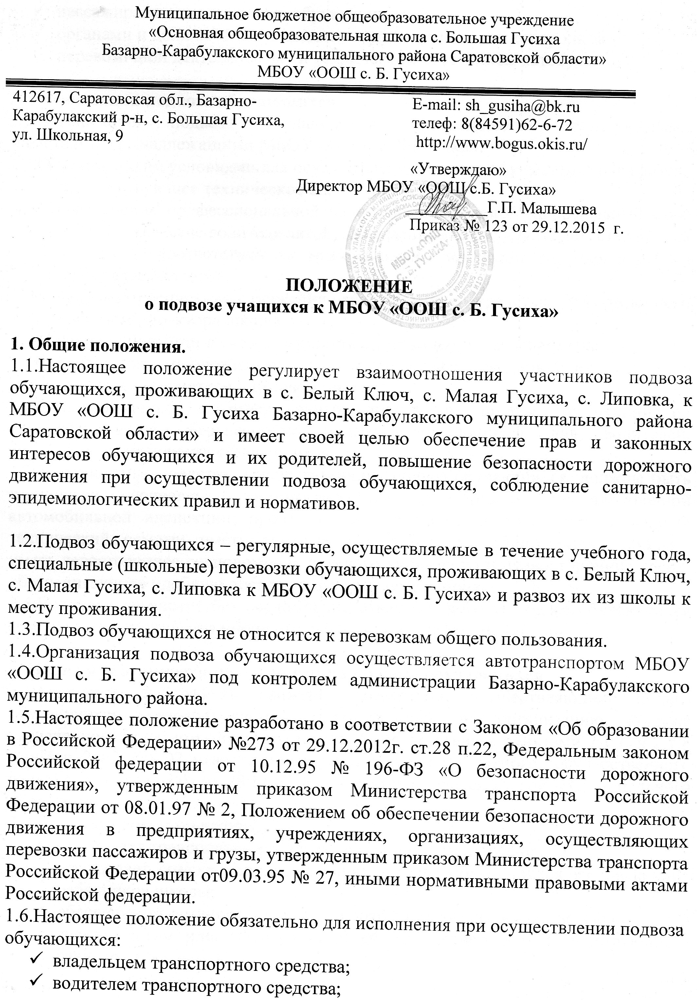 Муниципальное бюджетное общеобразовательное учреждение
«Основная общеобразовательная школа с. Большая Гусиха
Базарно-Карабулакского муниципального района Саратовской области»
МБОУ «ООШ с. Б. Гусиха»
412617, Саратовская обл., Базарно-
Карабулакский р-н, с. Большая Гусиха,
ул. Школьная, 9
E-mail: sh_gusiha@bk.ru
телеф: 8(84591)62-6-72
http://www.bogus.okis.ru/
«Утверждаю»
Директор МБОУ «ООШ с.Б. Гусиха»
__________Г.П. Малышева
Приказ № 123 от 29.12.2015 г.
МБОУ «ООШ
С. Б. ГУСИХА»
ПОЛОЖЕНИЕ
о подвозе учащихся к МБОУ «ООШ с. Б. Гусиха»
1. Общие положения.
1.1.Настоящее положение регулирует взаимоотношения участников подвоза
обучающихся, проживающих в с. Белый Ключ, с. Малая Гусиха, с. Липовка, к
МБОУ «ООШ с. Б. Гусиха Базарно-Карабулакского муниципального района
Саратовской области» и имеет своей целью обеспечение прав и законных
интересов обучающихся и их родителей, повышение безопасности дорожного
движения при осуществлении подвоза обучающихся, соблюдение санитарно-
эпидемиологических правил и нормативов.
1.2.Подвоз обучающихся – регулярные, осуществляемые в течение учебного года,
специальные (школьные) перевозки обучающихся, проживающих в с. Белый Ключ,
с. Малая Гусиха, с. Липовка к МБОУ «ООШ с. Б. Гусиха» и развоз их из школы к
месту проживания.
1.3.Подвоз обучающихся не относится к перевозкам общего пользования.
1.4.Организация подвоза обучающихся осуществляется автотранспортом МБОУ
«ООШ с. Б. Гусиха» под контролем администрации Базарно-Карабулакского
муниципального района.
1.5.Настоящее положение разработано в соответствии с Законом «Об образовании
в Российской Федерации» №273 от 29.12.2012г. ст.28 п.22, Федеральным законом
Российской федерации от 10.12.95 № 196-ФЗ «О безопасности дорожного
движения», утвержденным приказом Министерства транспорта Российской
Федерации от 08.01.97 № 2, Положением об обеспечении безопасности дорожного
движения в предприятиях, учреждениях, организациях, осуществляющих
перевозки пассажиров и грузы, утвержденным приказом Министерства транспорта
Российской Федерации от09.03.95 № 27, иными нормативными правовыми актами
Российской федерации.
1.6.Настоящее положение обязательно для исполнения при осуществлении подвоза
обучающихся:
✓ владельцем транспортного средства;
✓ водителем транспортного средства;